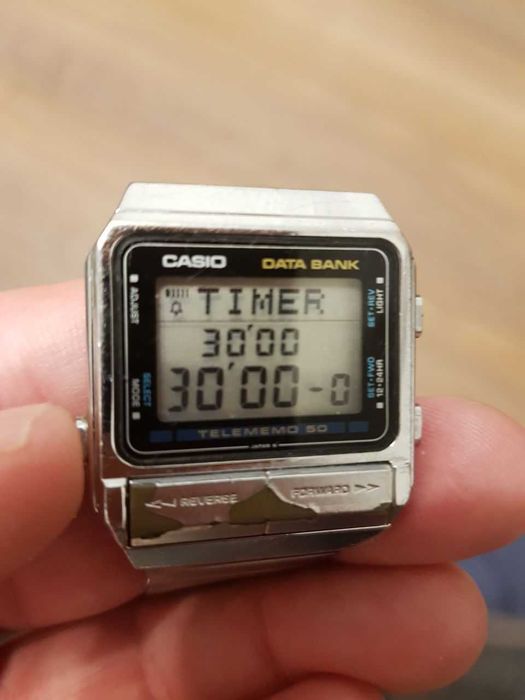 CASIO DATA BANK
ADJUST
SET·REV
LIGHT
TIMER
30'00
30'00-0
SELECT
MODE
SET·FWD
12·24HR
TELEMEMO 50
REVERSE FORWARD >>